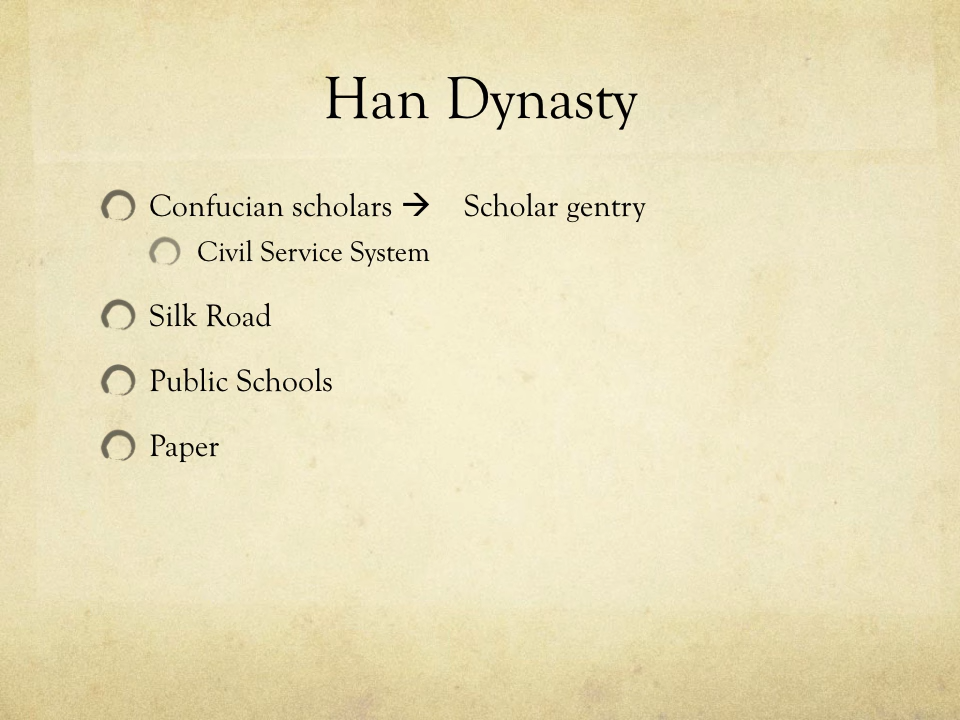 Han Dynasty
Confucian scholars → Scholar gentry
Civil Service System
Silk Road
Public Schools
Paper